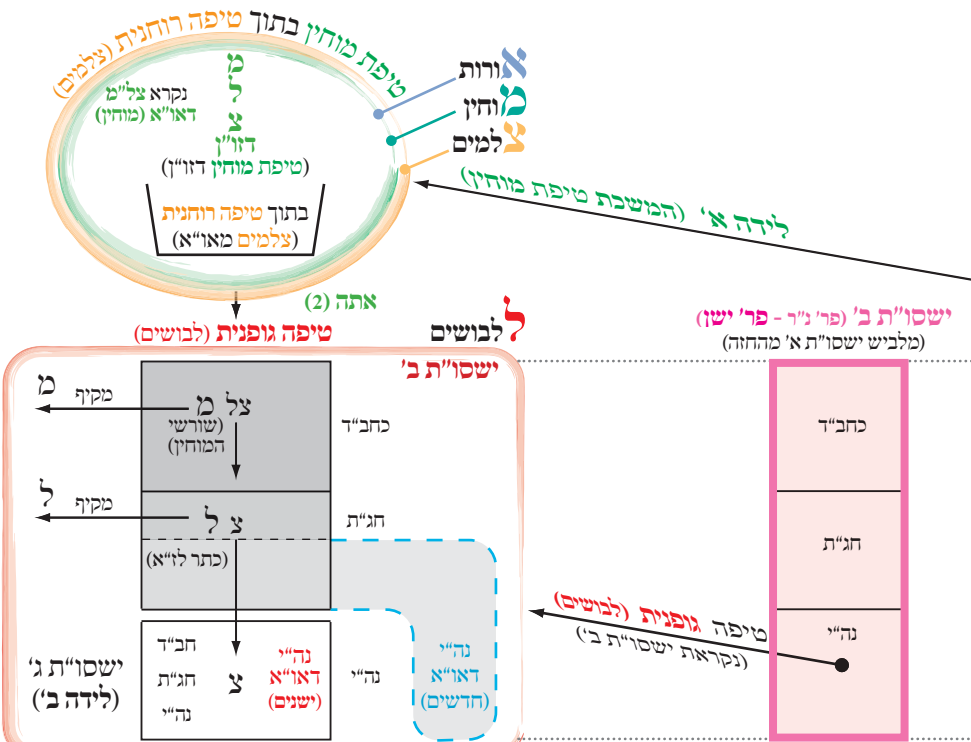 טיפת מוחין בתוך טיפה רוחנית (צלמים)
מ
ל
צ
דזו"ן
(טיפת מוחין דזו"ן)
נקרא צל"מ
דאו"א (מוחין)
בתוך טיפה רוחנית
(צלמים מאו"א)
אורות
מוחין
צלמים
לידה א' (המשכת טיפת מוחין)
אתה (2)
טיפה גופנית (לבושים)
לבושים
ישסו"ת ב' (פר' נ"ר - פר' ישן)
(מלביש ישסו"ת א' מהחזה)
ישסו"ת ב'
כחב"ד
חג"ת
נה"י
כחב"ד
צל מ
(שורשי
המוחין)
מקיף
מ
חג"ת
צ ל
(כתר לז"א)
מקיף
ל
טיפה גופנית (לבושים)
(נקראת ישסו"ת ב')
נה"י
דאו"א
(חדשים)
נה"י
נה"י
דאו"א
(ישנים)
צ
חב"ד
חג"ת
נה"י
ישסו"ת ג'
(לידה ב')